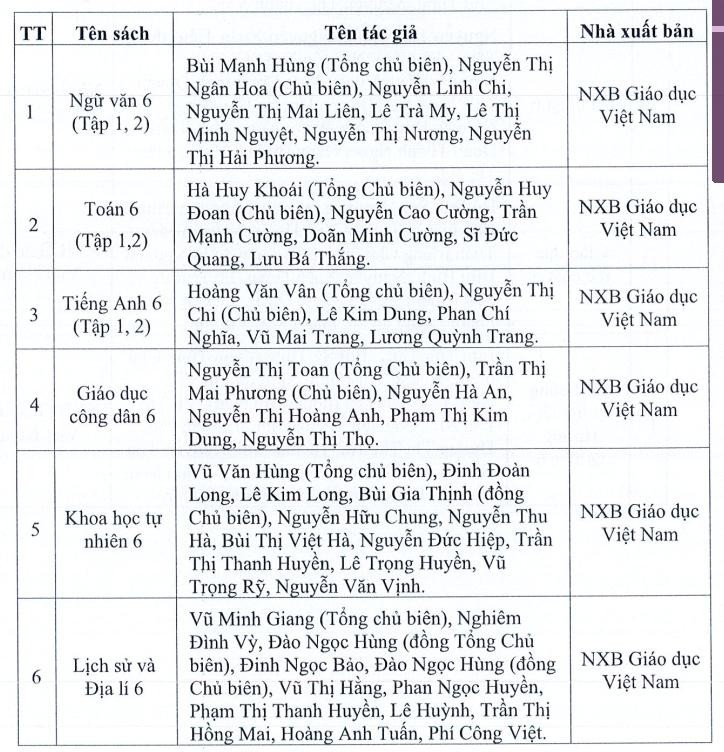 TT Tên sách Tên tác giả Nhà xuất bản
1
Ngữ văn 6
(Tập 1, 2)
Bùi Mạnh Hùng (Tổng chủ biên), Nguyễn Thị
Ngân Hoa (Chủ biên), Nguyễn Linh Chi,
Nguyễn Thị Mai Liên, Lê Trà My, Lê Thị
Minh Nguyệt, Nguyễn Thị Nương, Nguyễn
Thị Hải Phương.
NXB Giáo dục
Việt Nam
2
Toán 6
(Tập 1,2)
Hà Huy Khoái (Tổng Chủ biên), Nguyễn Huy
Đoan (Chủ biên), Nguyễn Cao Cường, Trần
Mạnh Cường, Doãn Minh Cường, Sĩ Đức
Quang, Lưu Bá Thắng.
NXB Giáo dục
Việt Nam
3
Tiếng Anh 6
(Tập 1, 2)
Hoàng Văn Vân (Tổng chủ biên), Nguyễn Thị
Chi (Chủ biên), Lê Kim Dung, Phan Chí
Nghĩa, Vũ Mai Trang, Lương Quỳnh Trang.
NXB Giáo dục
Việt Nam
4
Giáo dục
công dân 6
Nguyễn Thị Toan (Tổng Chủ biên), Trần Thị
Mai Phương (Chủ biên), Nguyễn Hà An,
Nguyễn Thị Hoàng Anh, Phạm Thị Kim
Dung, Nguyễn Thị Thọ.
NXB Giáo dục
Việt Nam
5
Khoa học tự
nhiên 6
Vũ Văn Hùng (Tổng chủ biên), Đinh Đoàn
Long, Lê Kim Long, Bùi Gia Thịnh (đồng
Chủ biên), Nguyễn Hữu Chung, Nguyễn Thu
Hà, Bùi Thị Việt Hà, Nguyễn Đức Hiệp, Trần
Thị Thanh Huyền, Lê Trọng Huyền, Vũ
Trọng Rỹ, Nguyễn Văn Vịnh.
NXB Giáo dục
Việt Nam
6
Lịch sử và
Địa lí 6
Vũ Minh Giang (Tổng chủ biên), Nghiêm
Đình Vỳ, Đào Ngọc Hùng (đồng Tổng Chủ
biên), Đinh Ngọc Bảo, Đào Ngọc Hùng (đồng
Chủ biên), Vũ Thị Hằng, Phan Ngọc Huyền,
Phạm Thị Thanh Huyền, Lê Huỳnh, Trần Thị
Hồng Mai, Hoàng Anh Tuấn, Phí Công Việt.
NXB Giáo dục
Việt Nam